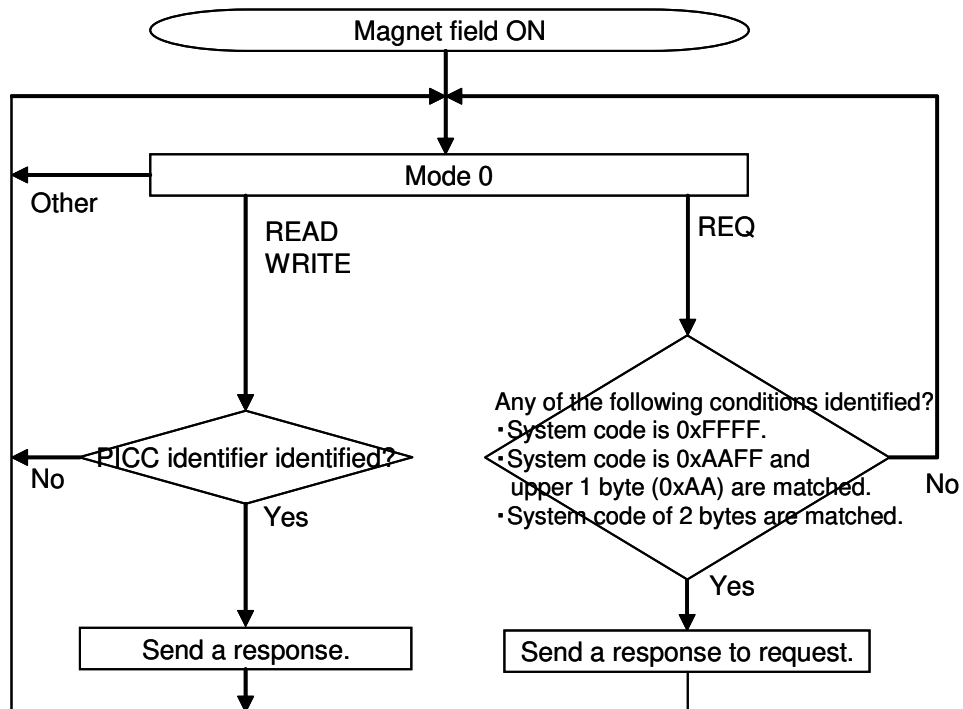 Magnet field ON
Mode 0
Other
READ
WRITE
REQ
PICC identifier identified?
No
Yes
Any of the following conditions identified?
・System code is 0xFFFF.
・System code is 0xAAFF and
upper 1 byte (0xAA) are matched.
・System code of 2 bytes are matched.
No
Yes
Send a response.
Send a response to request.